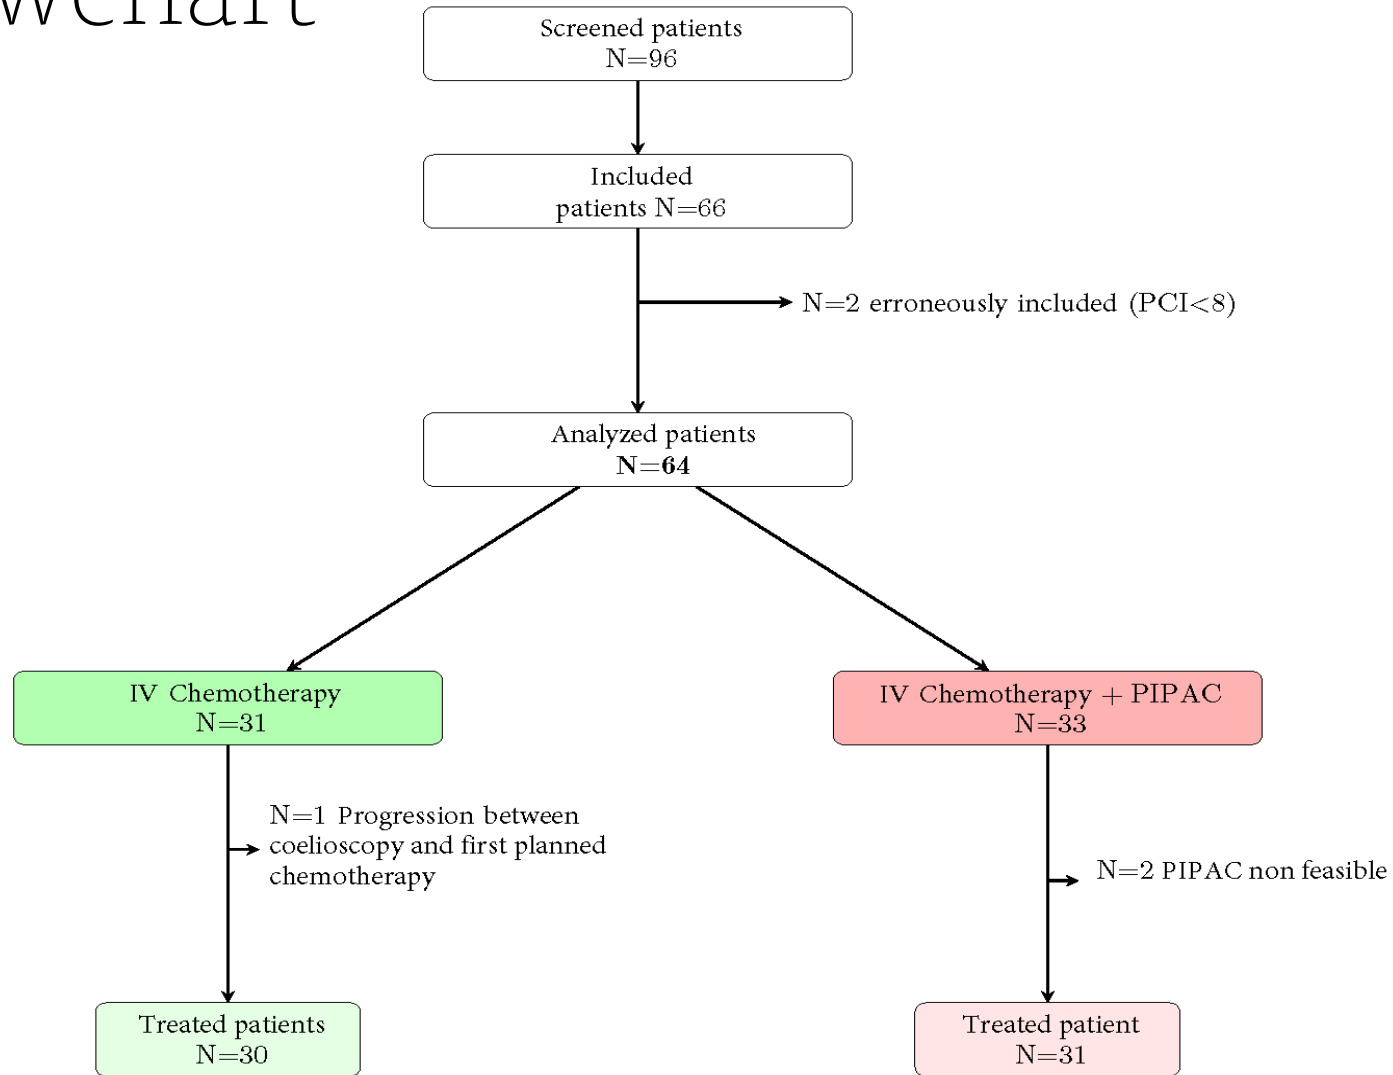 Screened patients
N=96
Included
patients N=66
N=2 erroneously included (PCI<8)
Analyzed patients
N=64
IV Chemotherapy
N=31
IV Chemotherapy + PIPAC
N=33
N=1 Progression between
coelioscopy and first planned
chemotherapy
N=2 PIPAC non feasible
Treated patients
N=30
Treated patient
N=31